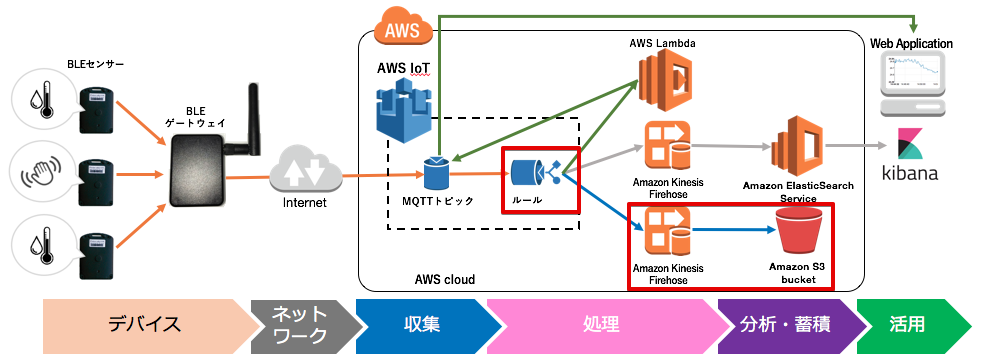 BLEセンサー
BLE
ゲートウェイ
Internet
AWS
AWS IoT
MQTTトピック
ルール
AWS Lambda
Amazon Kinesis
Firehose
Amazon ElasticSearch
Service
Amazon Kinesis
Firehose
Amazon S3
bucket
AWS cloud
Web Application
kibana
デバイス
ネット
ワーク
収集
処理
分析・蓄積
活用